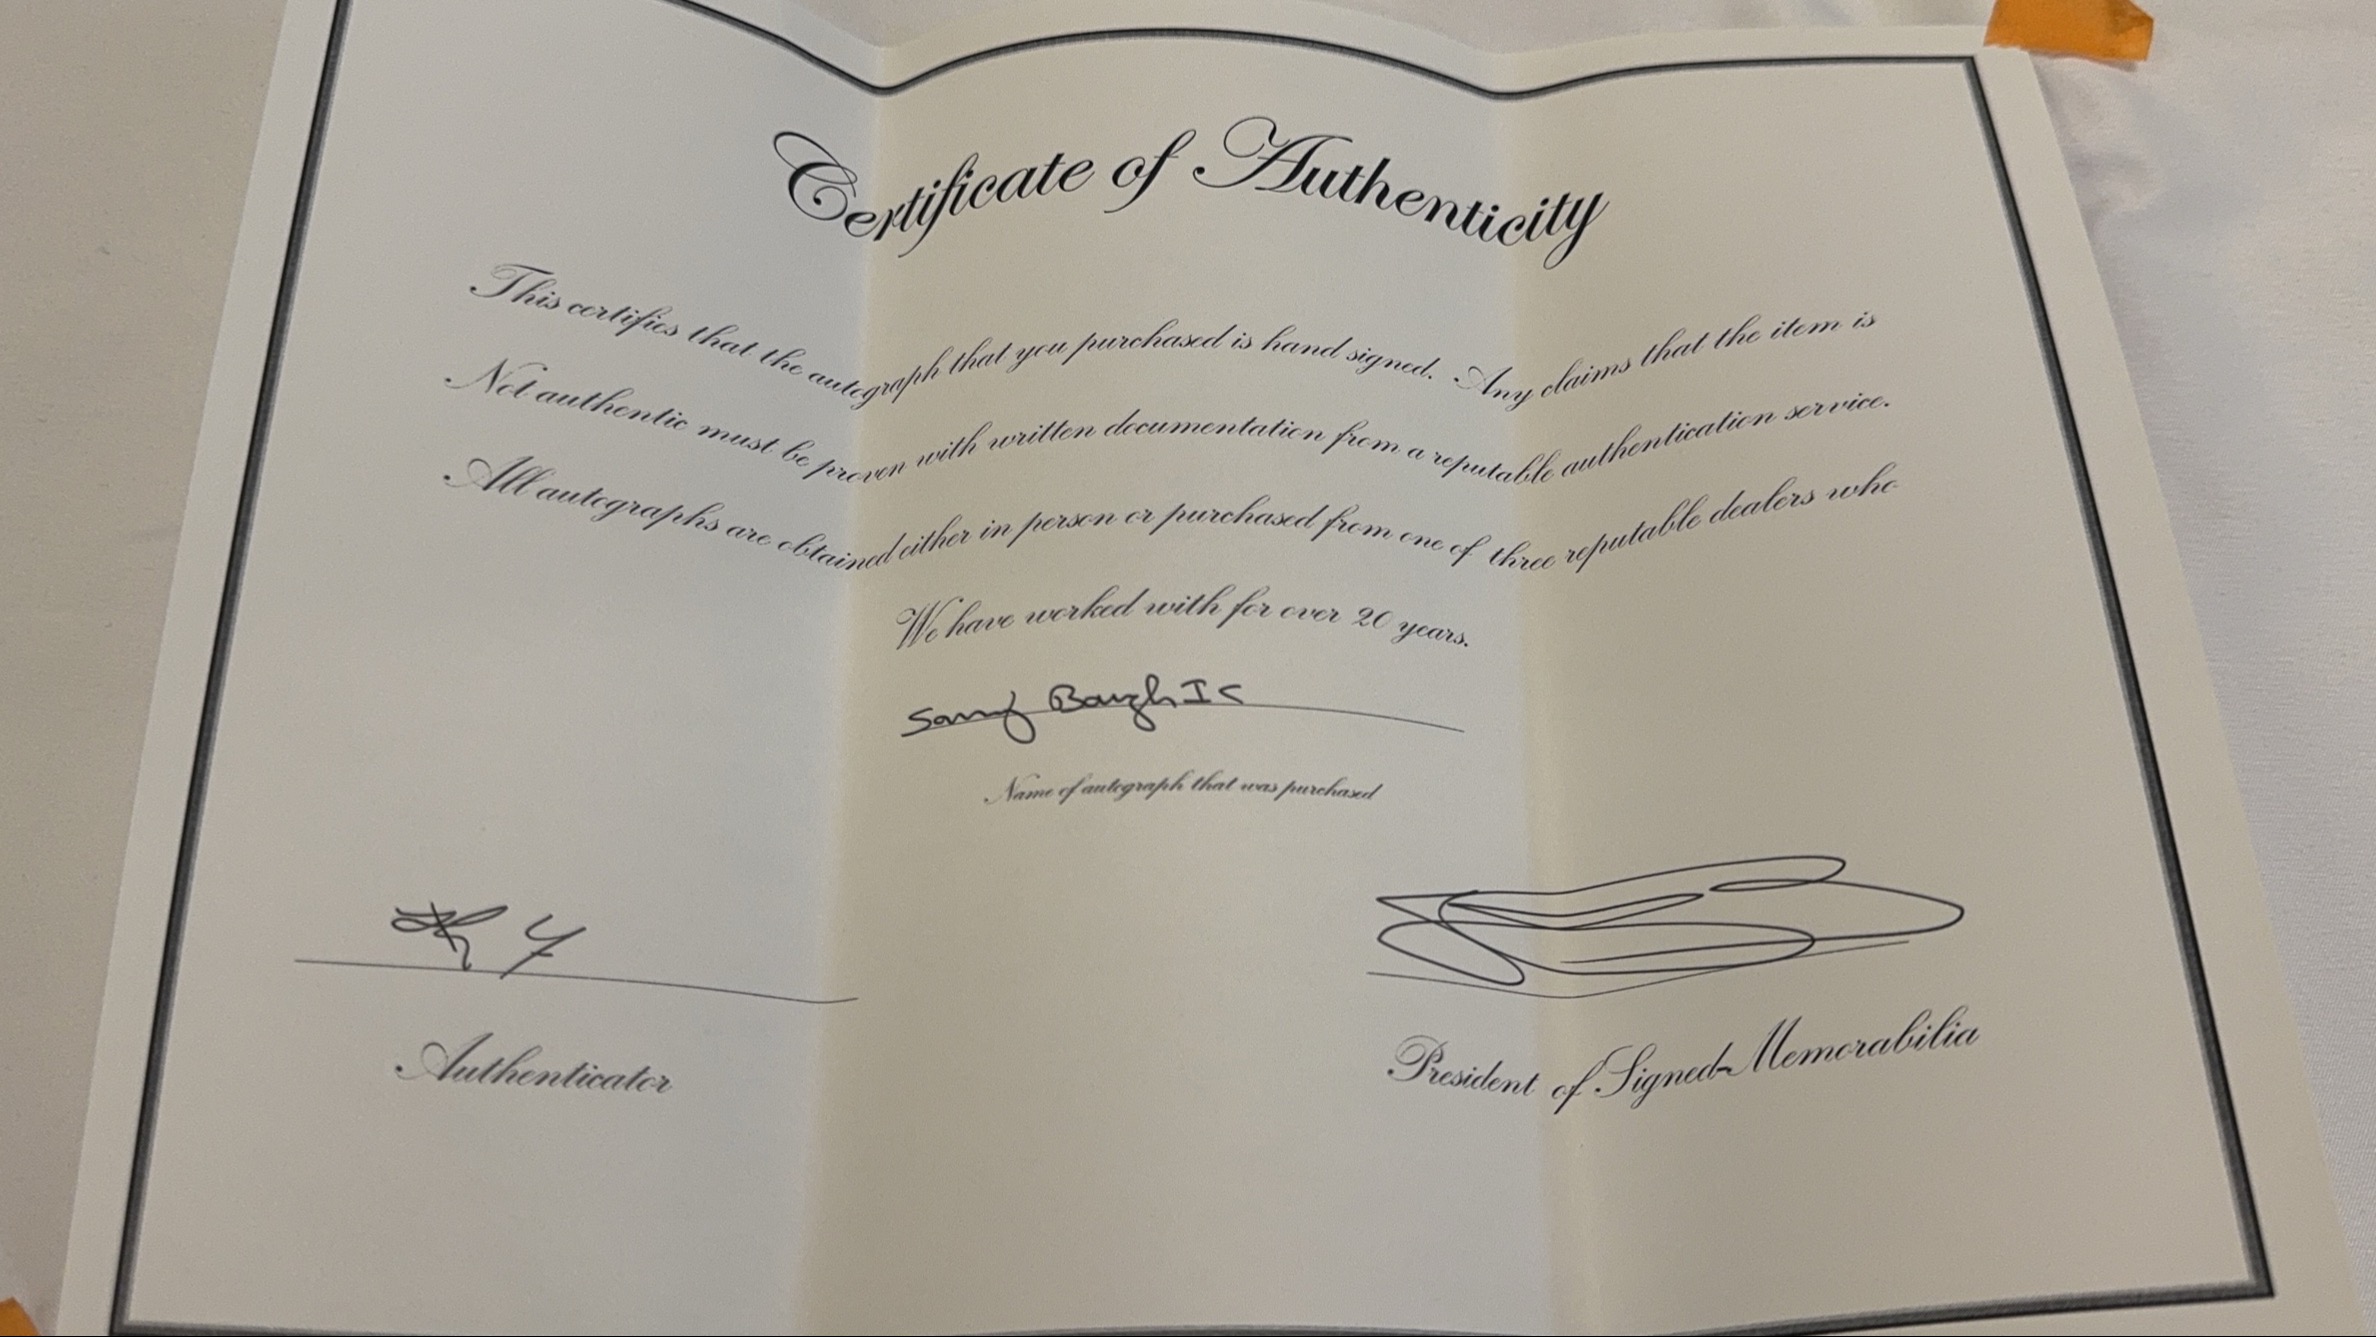 Certificate of Authenticity
This certifies that the autograph that you purchased is hand signed. Any claims that the item is
Not authentic must be proven with written documentation from a reputable authentication service.
All autographs are obtained either in person or purchased from one of three reputable dealers who
We have worked with for over 20 years.
Samy Baugh IC
Name of autograph that was purchased
Authenticator
President of Signed-Memorabilia